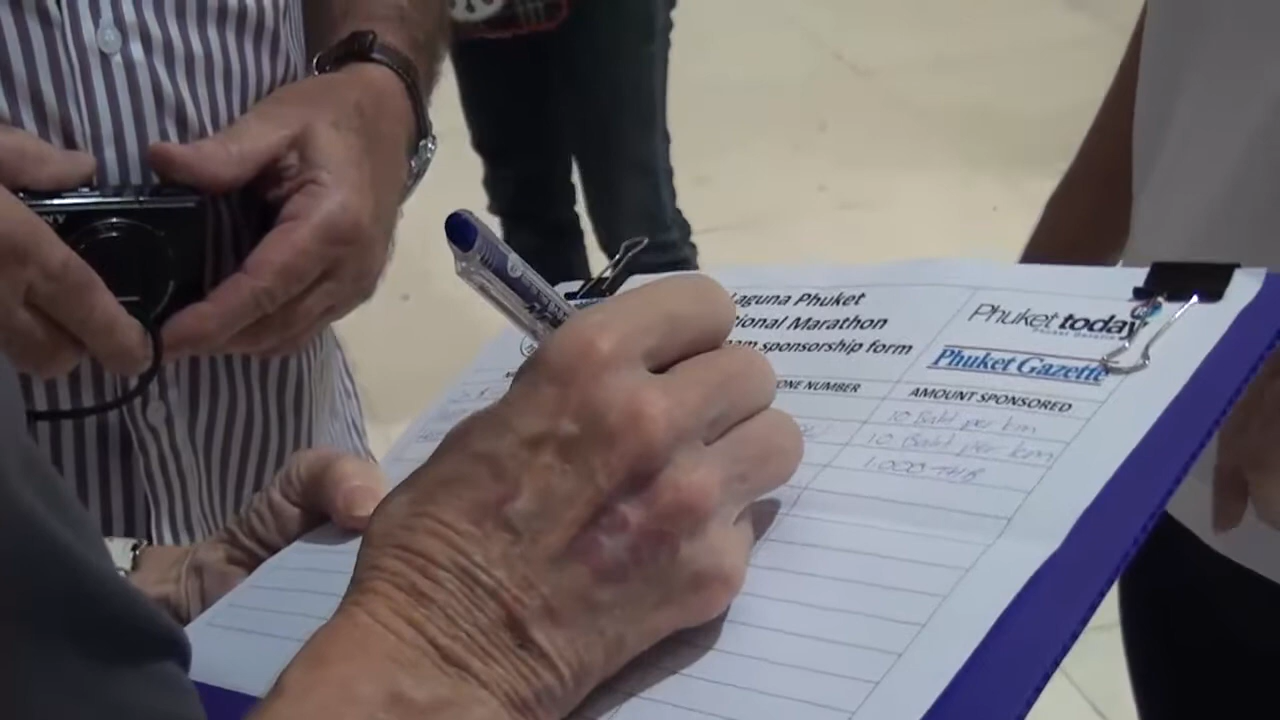 NY
Laguna Phuket
ional Marathon
am sponsorship form
Phuket today
Phuket Gazette
ONE NUMBER
AMOUNT SPONSORED
10 Baht per km
10 Baht per km
1.000 THB